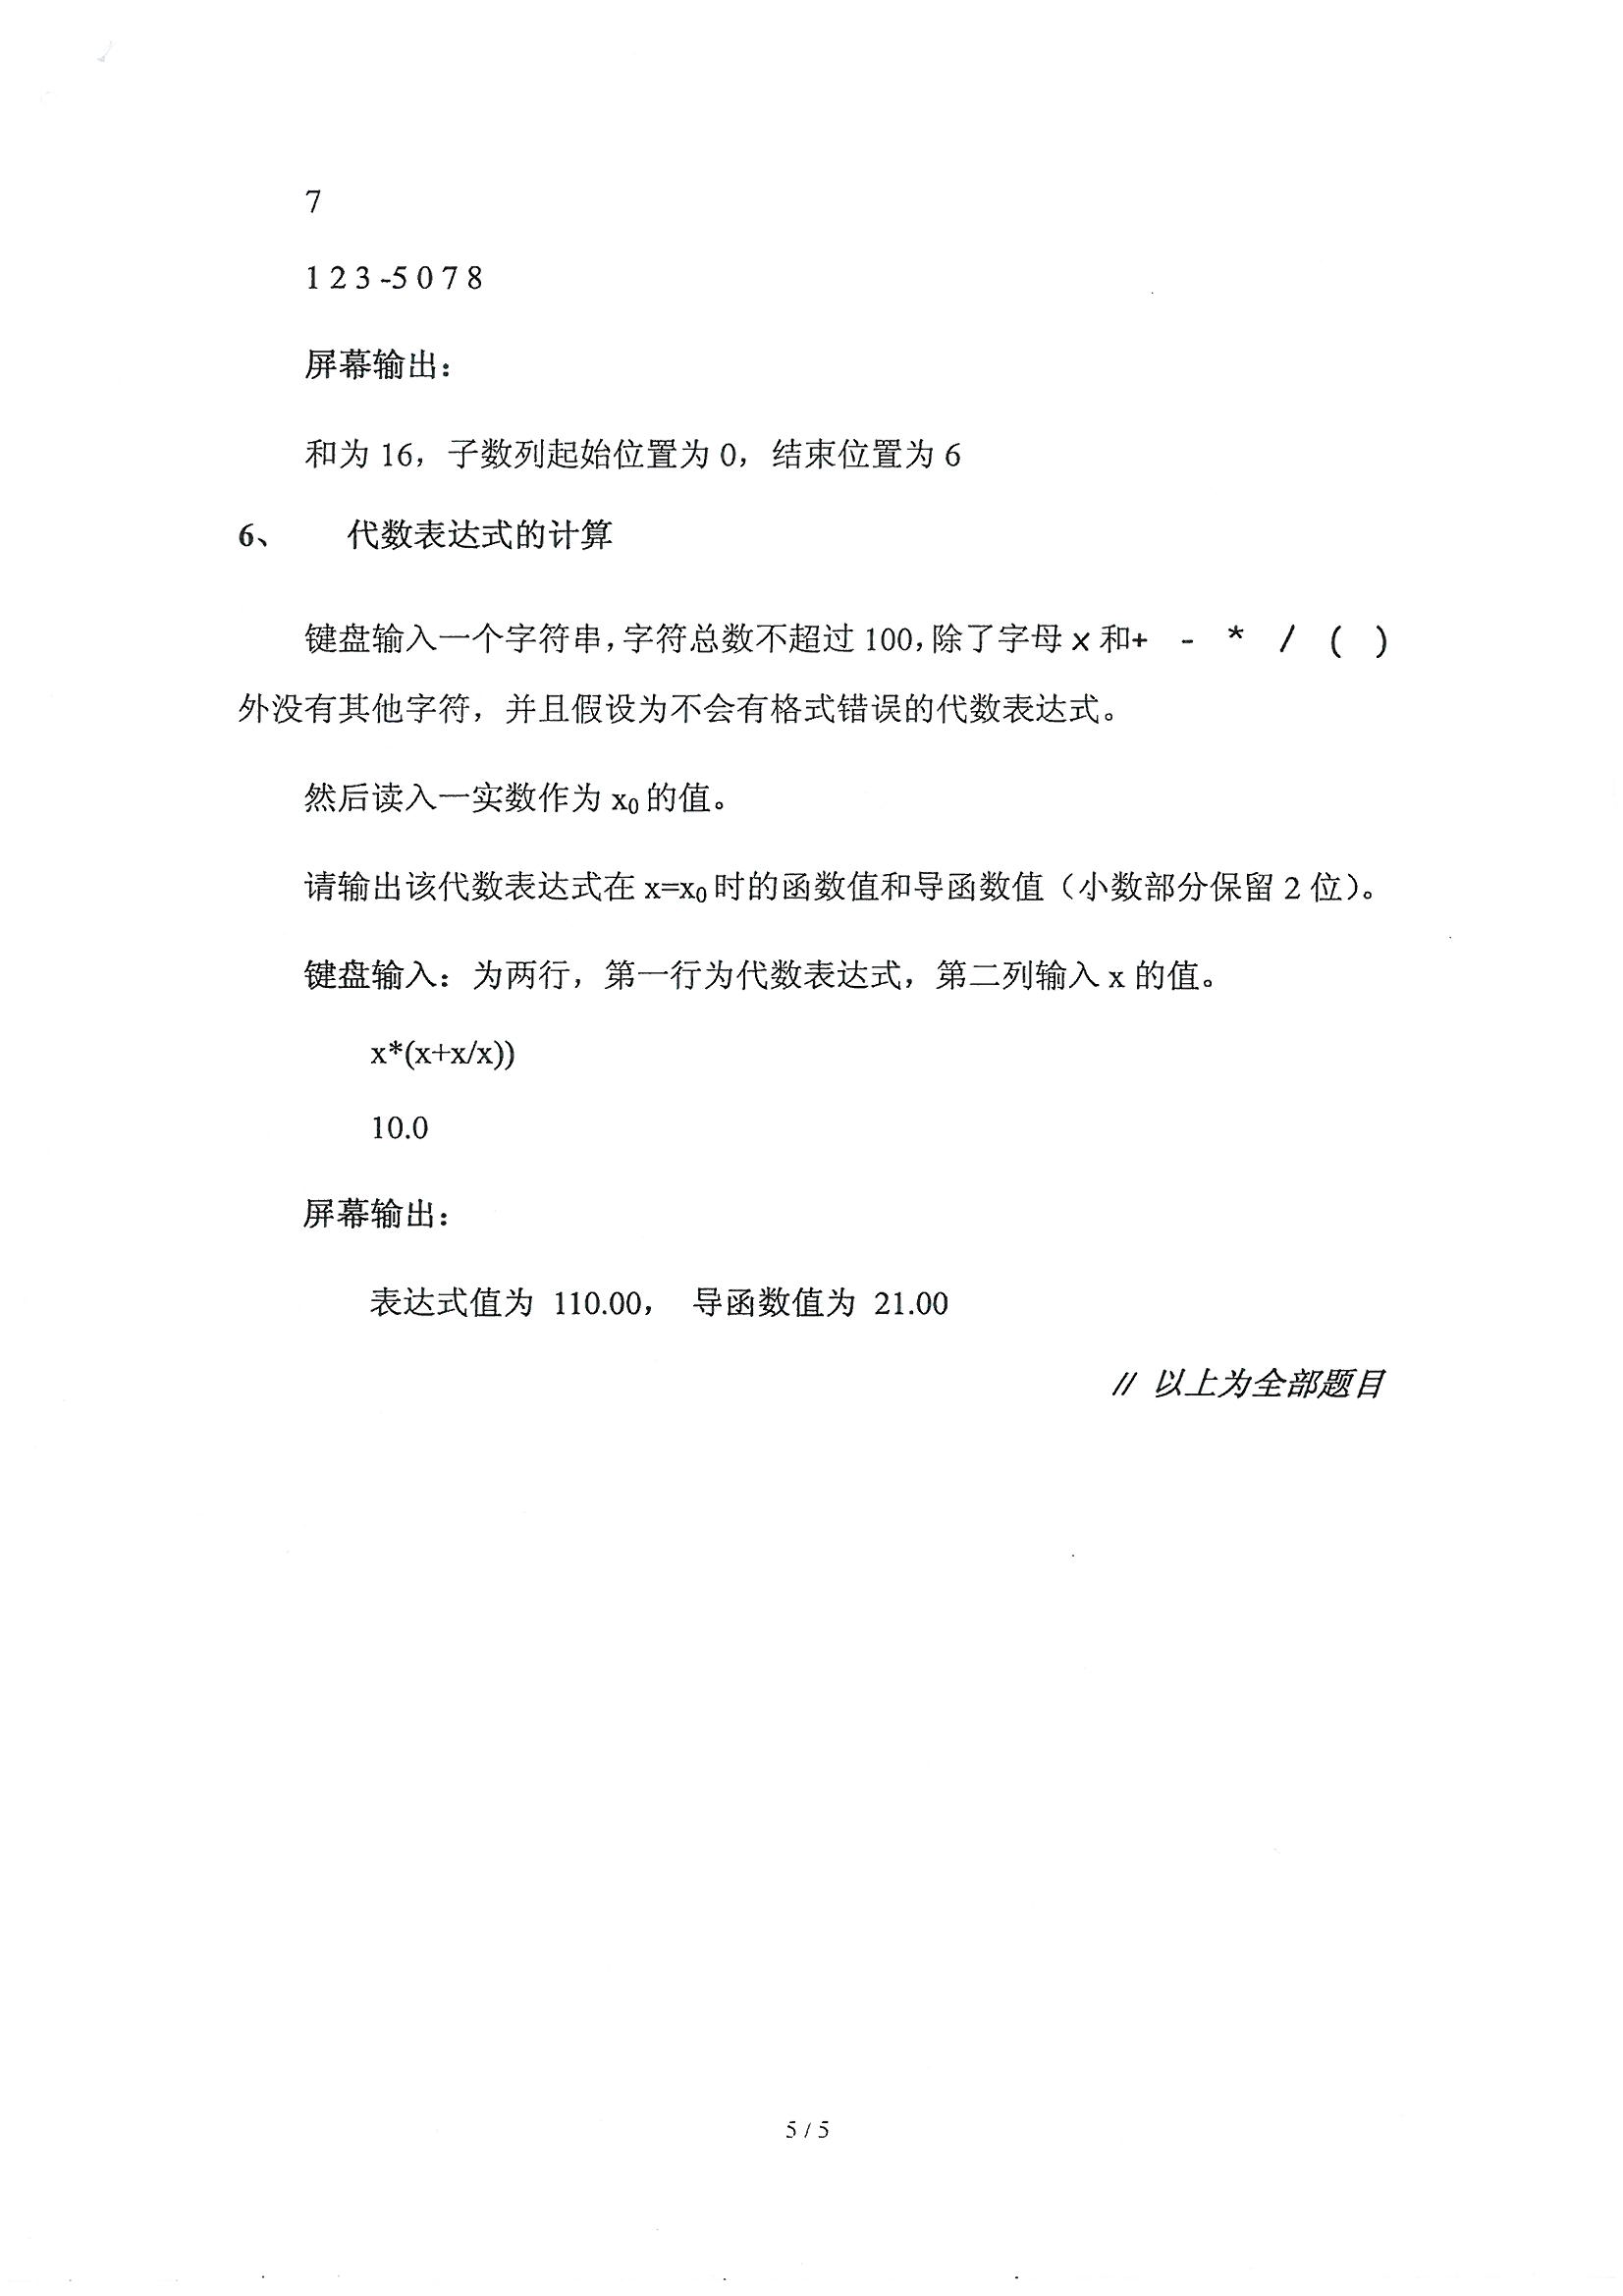 7
1 2 3 -5 0 7 8
屏幕输出：
和为 16，子数列起始位置为 0，结束位置为 6
6、 代数表达式的计算
键盘输入一个字符串，字符总数不超过 100，除了字母 x 和+ - * / ( )
外没有其他字符，并且假设为不会有格式错误的代数表达式。
然后读入一实数作为 x0 的值。
请输出该代数表达式在 x=x0 时的函数值和导函数值（小数部分保留 2 位）。
键盘输入：为两行，第一行为代数表达式，第二列输入 x 的值。
x*(x+x/x))
10.0
屏幕输出：
表达式值为 110.00， 导函数值为 21.00
// 以上为全部题目
5 / 5